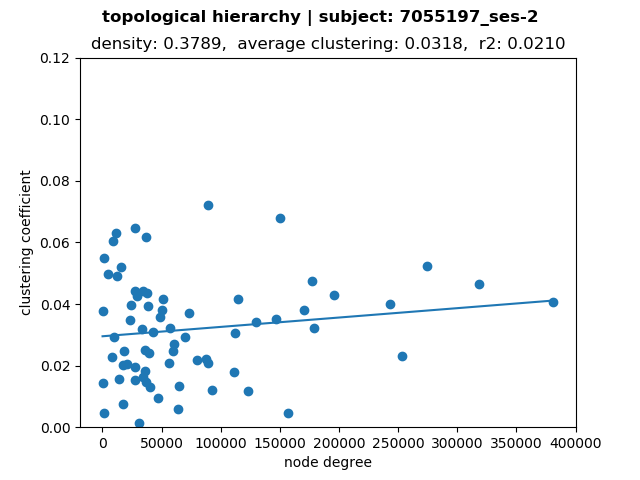 topological hierarchy | subject: 7055197_ses-2
density: 0.3789,  average clustering: 0.0318,  r2: 0.0210
0.12
0.10
0.08
0.06
0.04
0.02
0.00
clustering coefficient
0 50000 100000 150000 200000 250000 300000 350000 400000
node degree